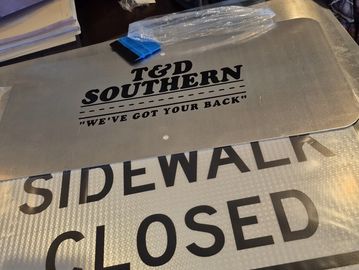 T&D
SOUTHERN
"WE'VE GOT YOUR BACK"
SIDEWALK
CLOSED